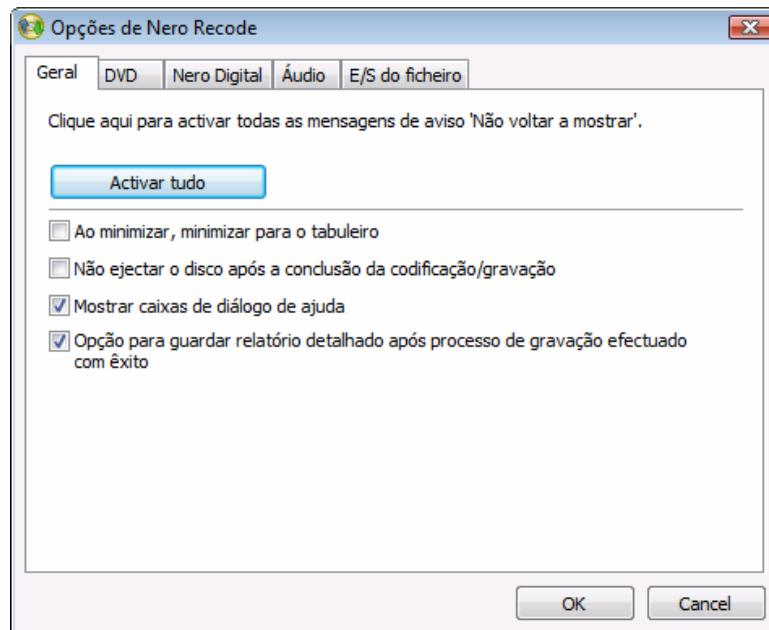 Opções de Nero Recode
Geral DVD Nero Digital Áudio E/S do ficheiro
Clique aqui para activar todas as mensagens de aviso 'Não voltar a mostrar'.
Activar tudo
Ao minimizar, minimizar para o tabuleiro
Não ejectar o disco após a conclusão da codificação/gravação
Mostrar caixas de diálogo de ajuda
Opção para guardar relatório detalhado após processo de gravação efectuado
com êxito
OK Cancel